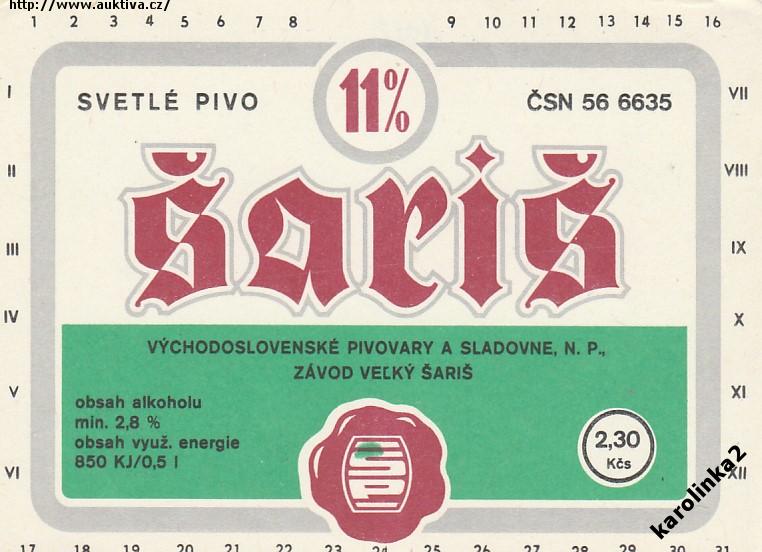 http://www.auktiva.cz/
1 2 3 4 5 6 7 8 9 10 11 12 13 14 15 16
I
VII
SVETLÉ PIVO
11%
ČSN 56 6635
II
VIII
šariš
III
IX
IV
X
VÝCHODOSLOVENSKÉ PIVOVARY A SLADOVNE, N. P.,
ZÁVOD VEĽKÝ ŠARIŠ
V
XI
obsah alkoholu
min. 2,8 %
obsah využ. energie
850 KJ/0,5 l
2,30
Kčs
VI
XII
karolinka2
17 18 19 20 21 22 23 24 25 26 27 28 29 30 31